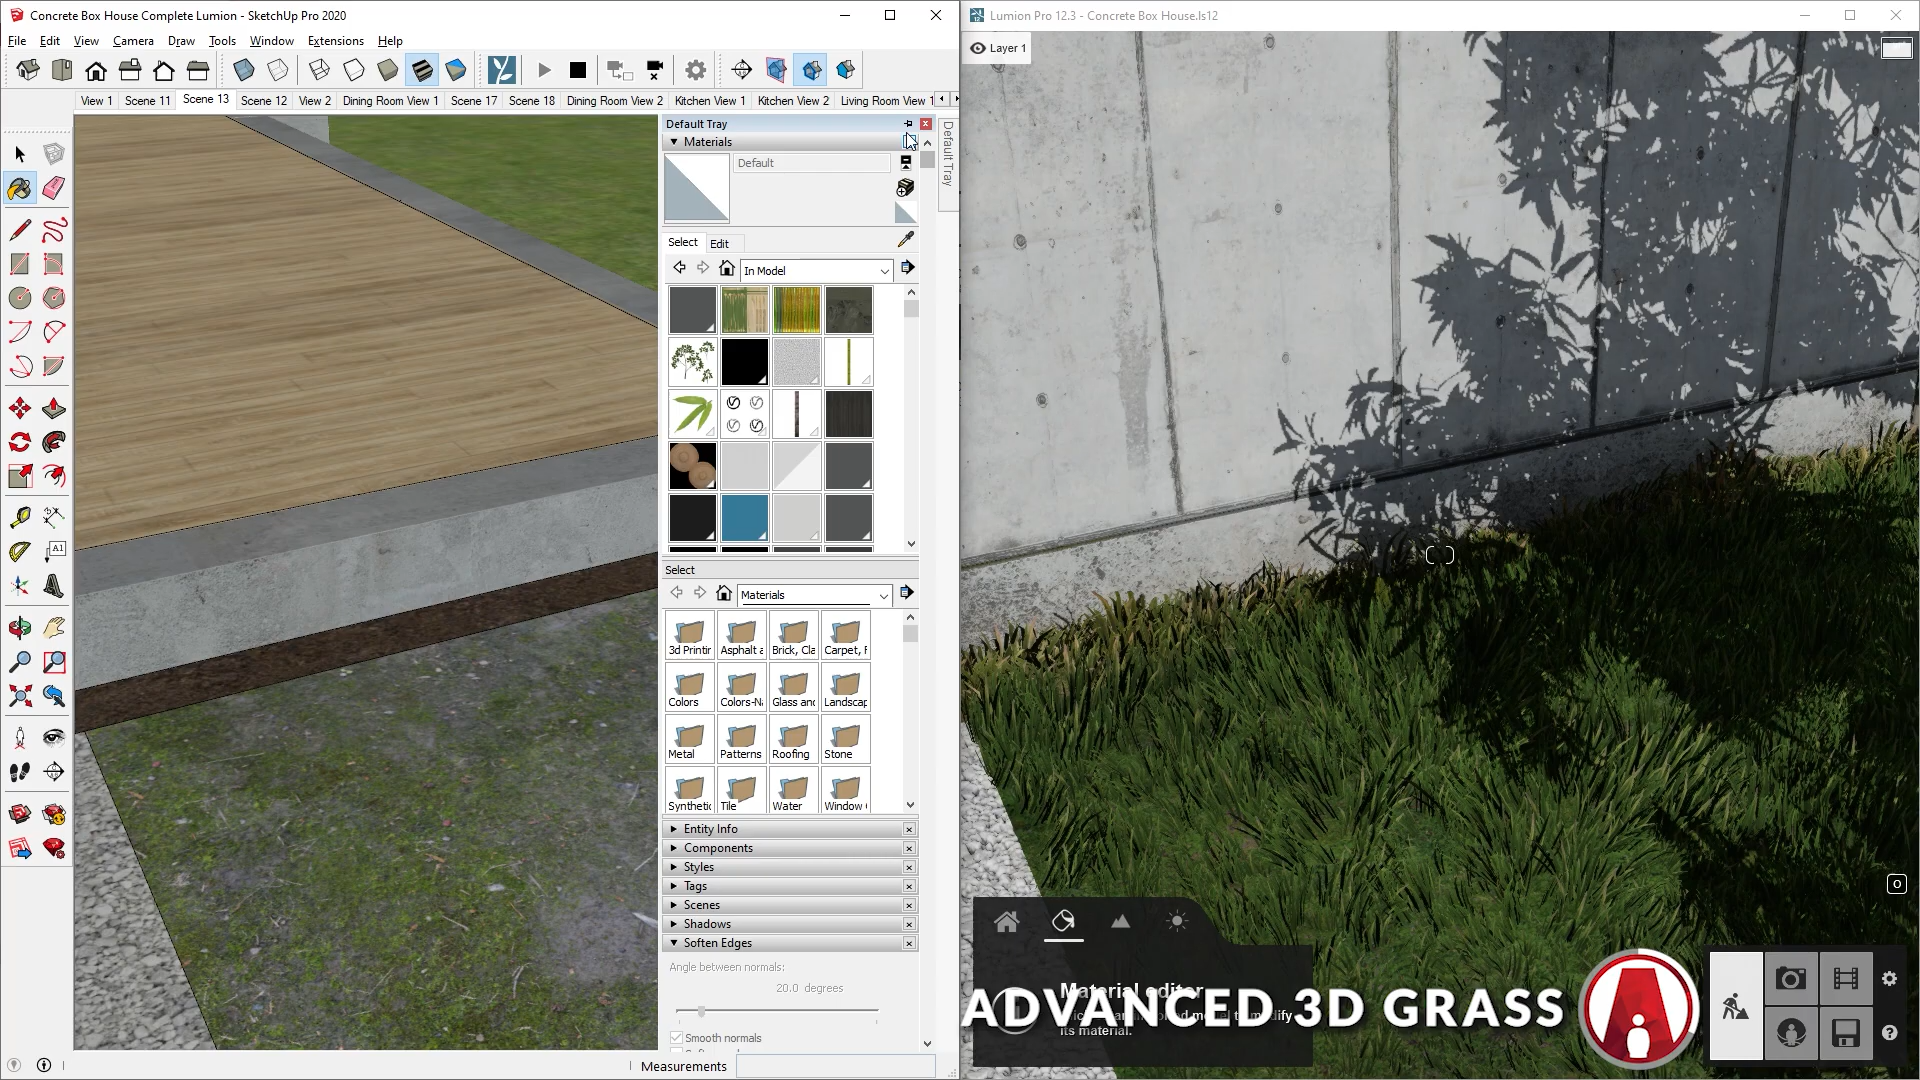 Concrete Box House Complete Lumion - SketchUp Pro 2020
File Edit View Camera Draw Tools Window Extensions Help
View 1 Scene 11 Scene 13 Scene 12 View 2 Dining Room View 1 Scene 17 Scene 18 Dining Room View 2 Kitchen View 1 Kitchen View 2 Living Room View 1
Default Tray
Default Tray
Materials
Default
Select Edit
In Model
Select
Materials
3d Printin Asphalt a Brick, Cla Carpet, F
Colors Colors-Na Glass and Landscap
Metal Patterns Roofing Stone
Synthetic Tile Water Window
Entity Info
Components
Styles
Tags
Scenes
Shadows
Soften Edges
Angle between normals:
20.0 degrees
Smooth normals
Measurements
A1
Lumion Pro 12.3 - Concrete Box House.ls12
Layer 1
O
Material editor
its material.
ADVANCED 3D GRASS